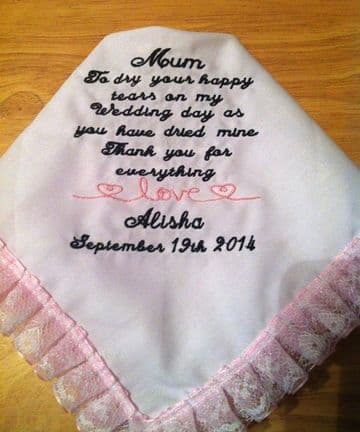 Mum
To dry your happy
tears on my
Wedding day as
you have dried mine
Thank you for
everything
love
Alisha
September 19th 2014